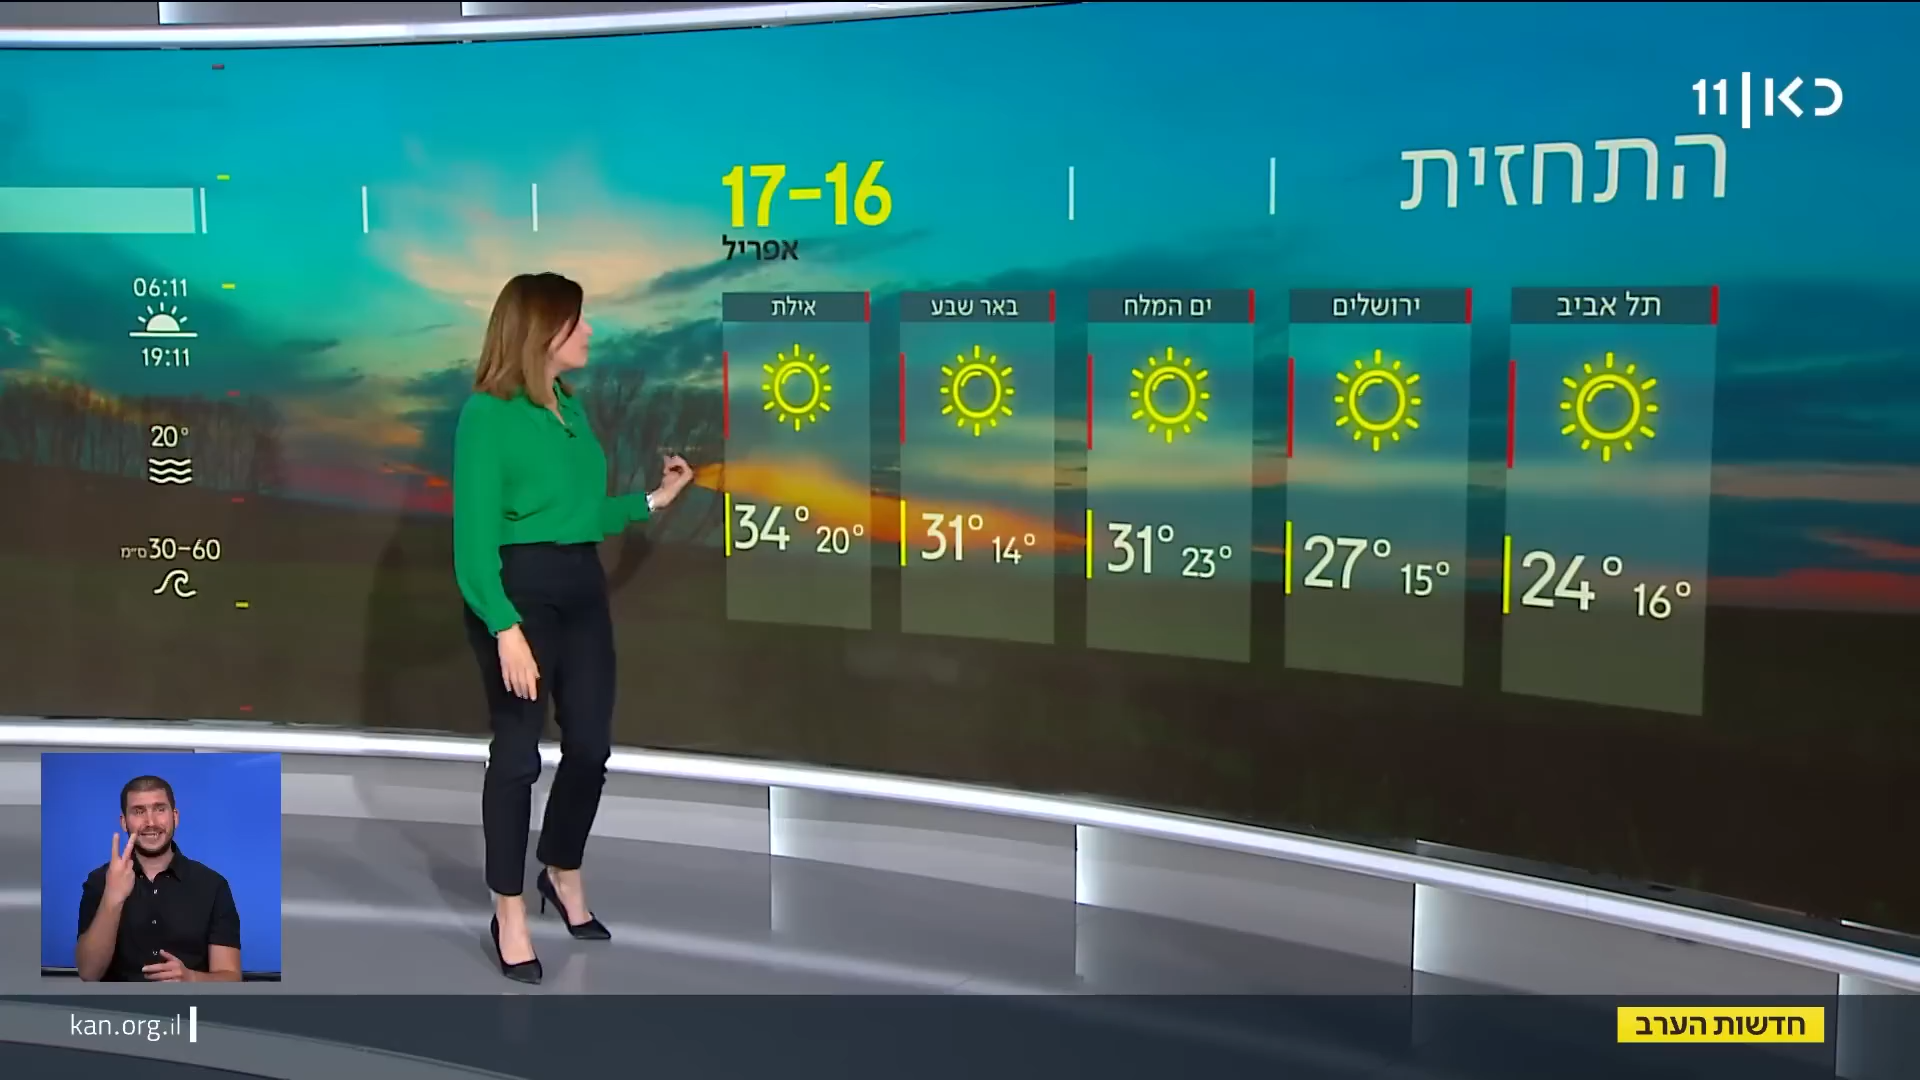 כאן 11
התחזית
17-16
אפריל
תל אביב
24° 16°
ירושלים
27° 15°
ים המלח
31° 23°
באר שבע
31° 14°
אילת
34° 20°
06:11
19:11
20°
30-60 ס״מ
חדשות הערב
kan.org.il